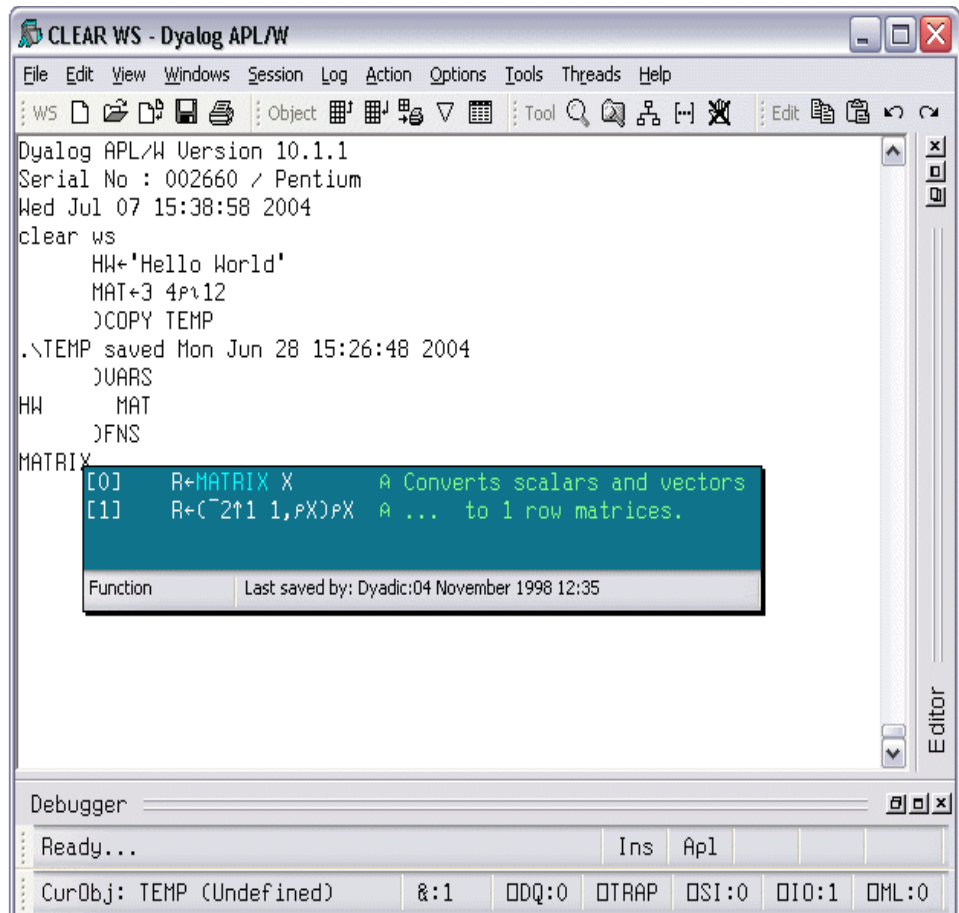 CLEAR WS - Dyalog APL/W
File Edit View Windows Session Log Action Options Tools Threads Help
WS Object Tool Edit
Dyalog APL/W Version 10.1.1
Serial No : 002660 / Pentium
Wed Jul 07 15:38:58 2004
clear ws
HW←'Hello World'
MAT←3 4⍴⍳12
)COPY TEMP
.\TEMP saved Mon Jun 28 15:26:48 2004
)VARS
HW MAT
)FNS
MATRIX
[0] R←MATRIX X ⍝ Converts scalars and vectors
[1] R←(¯2↑1 1,⍴X)⍴X ⍝ ... to 1 row matrices.
Function Last saved by: Dyadic:04 November 1998 12:35
Editor
Debugger
Ready... Ins Apl
CurObj: TEMP (Undefined) &:1 ⎕DQ:0 ⎕TRAP ⎕SI:0 ⎕IO:1 ⎕ML:0